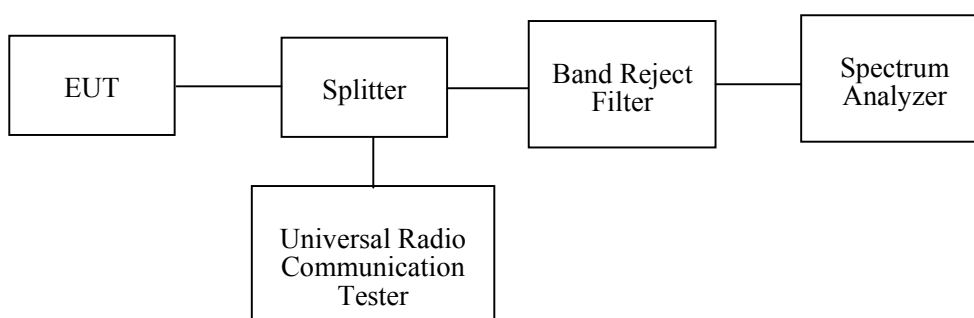 EUT
Splitter
Band Reject
Filter
Spectrum
Analyzer
Universal Radio
Communication
Tester